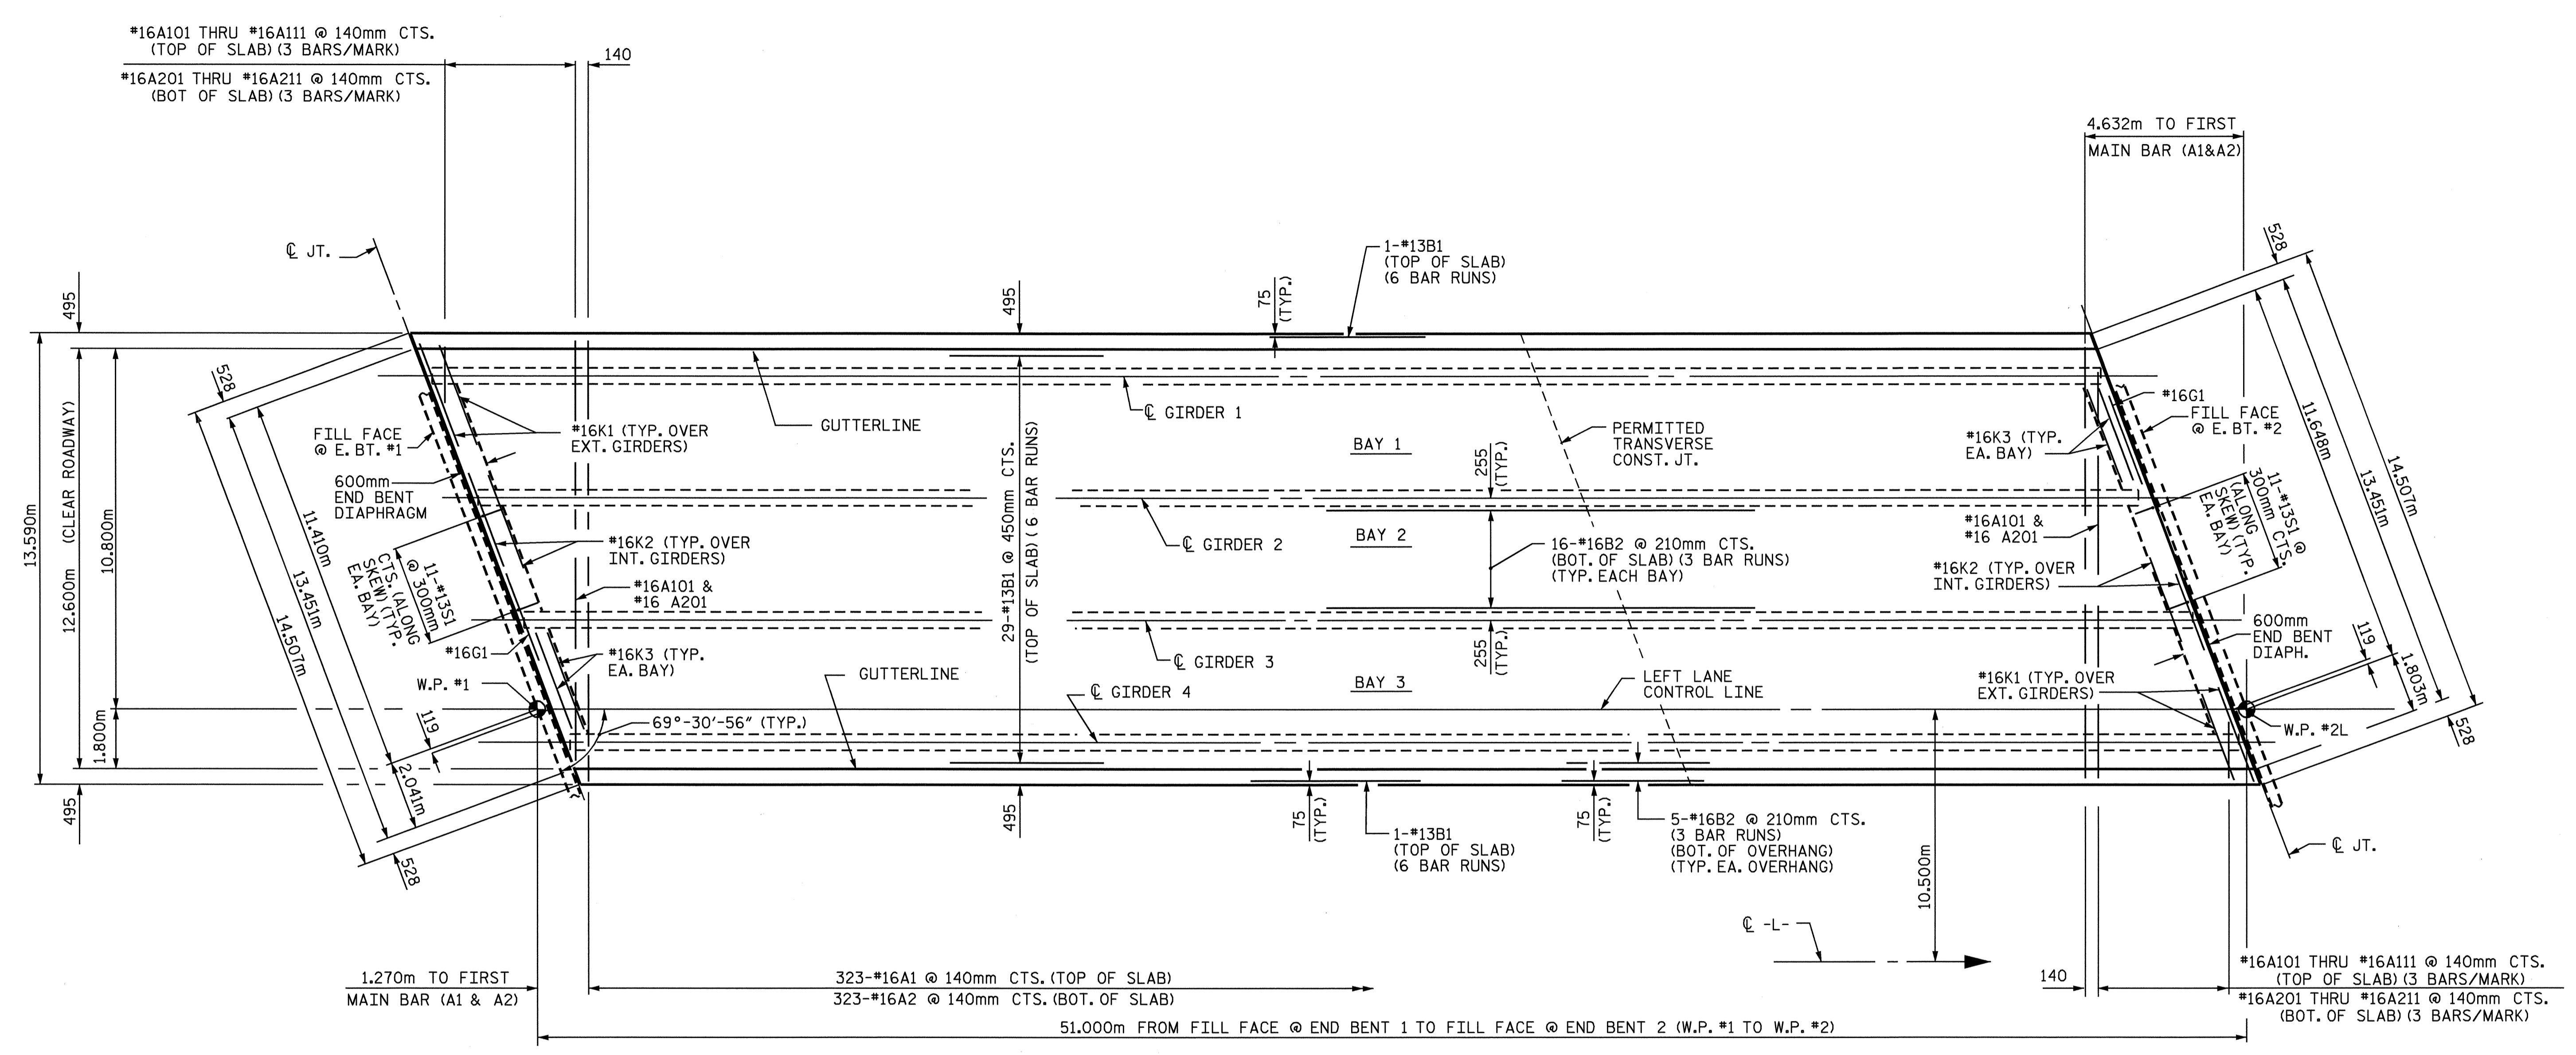 #16A101 THRU #16A111 @ 140mm CTS.
(TOP OF SLAB)(3 BARS/MARK)
#16A201 THRU #16A211 @ 140mm CTS.
(BOT OF SLAB)(3 BARS/MARK)
140
4.632m TO FIRST
MAIN BAR (A1&A2)
℄ JT.
1-#13B1
(TOP OF SLAB)
(6 BAR RUNS)
528
495
495
75
(TYP.)
13.590m
12.600m (CLEAR ROADWAY)
10.800m
1.800m
495
528
11.410m
13.451m
14.507m
FILL FACE
@ E. BT. #1
600mm
END BENT
DIAPHRAGM
11-#13S1
@ 300mm
CTS. (ALONG
SKEW) (TYP.
EA. BAY)
#16K1 (TYP. OVER
EXT. GIRDERS)
GUTTERLINE
℄ GIRDER 1
29-#13B1 @ 450mm CTS.
(TOP OF SLAB) (6 BAR RUNS)
BAY 1
PERMITTED
TRANSVERSE
CONST. JT.
255
(TYP.)
#16K3 (TYP.
EA. BAY)
#16G1
FILL FACE
@ E. BT. #2
11.648m
13.451m
14.507m
11-#13S1 @
300mm CTS.
(ALONG
SKEW) (TYP.
EA. BAY)
#16K2 (TYP. OVER
INT. GIRDERS)
℄ GIRDER 2
BAY 2
16-#16B2 @ 210mm CTS.
(BOT. OF SLAB)(3 BAR RUNS)
(TYP. EACH BAY)
#16A101 &
#16 A201
#16A101 &
#16 A201
#16K2 (TYP. OVER
INT. GIRDERS)
600mm
END BENT
DIAPH.
#16G1
#16K3 (TYP.
EA. BAY)
℄ GIRDER 3
255
(TYP.)
119
1.803m
W.P. #1
GUTTERLINE
℄ GIRDER 4
BAY 3
LEFT LANE
CONTROL LINE
#16K1 (TYP. OVER
EXT. GIRDERS)
119
69°-30'-56" (TYP.)
W.P. #2L
528
2.041m
528
495
75
(TYP.)
1-#13B1
(TOP OF SLAB)
(6 BAR RUNS)
75
(TYP.)
5-#16B2 @ 210mm CTS.
(3 BAR RUNS)
(BOT. OF OVERHANG)
(TYP. EA. OVERHANG)
10.500m
℄ JT.
℄ -L-
1.270m TO FIRST
MAIN BAR (A1 & A2)
323-#16A1 @ 140mm CTS. (TOP OF SLAB)
323-#16A2 @ 140mm CTS. (BOT. OF SLAB)
140
#16A101 THRU #16A111 @ 140mm CTS.
(TOP OF SLAB)(3 BARS/MARK)
#16A201 THRU #16A211 @ 140mm CTS.
(BOT. OF SLAB)(3 BARS/MARK)
51.000m FROM FILL FACE @ END BENT 1 TO FILL FACE @ END BENT 2 (W.P. #1 TO W.P. #2)